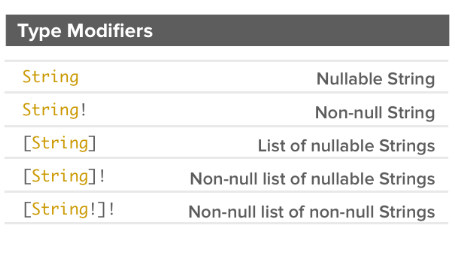 Type Modifiers
String Nullable String
String! Non-null String
[String] List of nullable Strings
[String]! Non-null list of nullable Strings
[String!]! Non-null list of non-null Strings